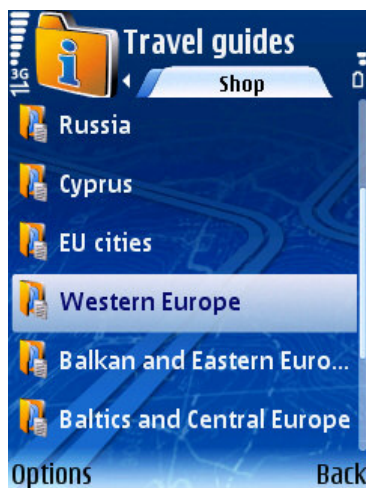 Travel guides
3G
Shop
Russia
Cyprus
EU cities
Western Europe
Balkan and Eastern Euro...
Baltics and Central Europe
Options
Back